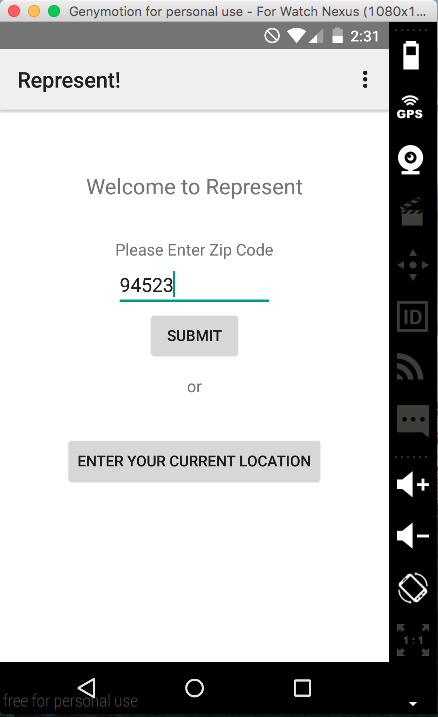 Genymotion for personal use - For Watch Nexus (1080x1...
2:31
Represent!
GPS
Welcome to Represent
Please Enter Zip Code
94523
ID
SUBMIT
or
ENTER YOUR CURRENT LOCATION
1:1
free for personal use